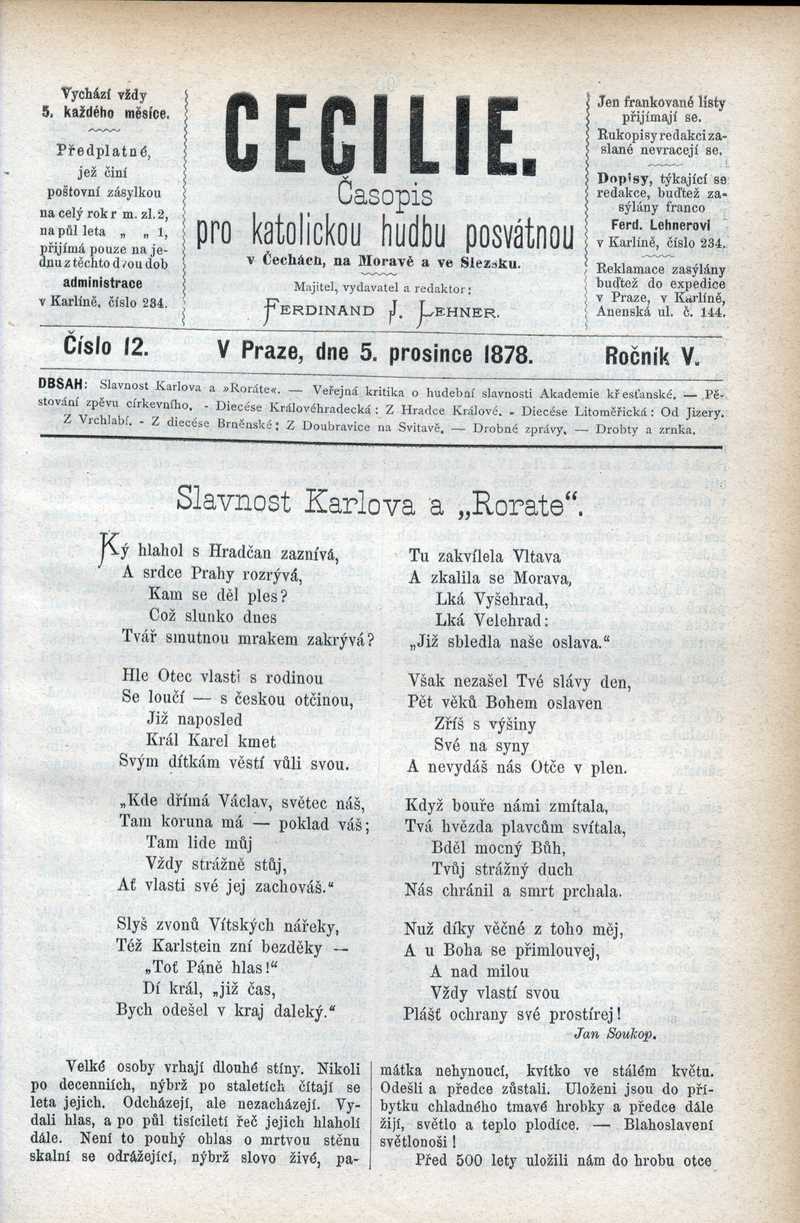 Vychází vždy
5. každého měsíce.
Předplatné,
jež činí
poštovní zásylkou
na celý rok r m. zl. 2,
na půl leta „ „ 1,
přijímá pouze na je-
dnu z těchto dvou dob
administrace
v Karlíně, číslo 234.
CECILIE.
Časopis
pro katolickou hudbu posvátnou
v Čechách, na Moravě a ve Slezsku.
Majitel, vydavatel a redaktor:
FERDINAND J. LEHNER.
Jen frankované listy
přijímají se.
Rukopisy redakci za-
slané nevracejí se.
Dopisy, týkající se
redakce, buďtež za-
sýlány franco
Ferd. Lehnerovi
v Karlíně, číslo 234.
Reklamace zasýlány
buďtež do expedice
v Praze, v Karlíně,
Anenská ul. č. 144.
Číslo 12.
V Praze, dne 5. prosince 1878.
Ročník V.
OBSAH: Slavnost Karlova a »Roráte«. — Veřejná kritika o hudební slavnosti Akademie křesťanské. — Pě-
stování zpěvu církevního. - Diecése Králověhradecká: Z Hradce Králové. - Diecése Litoměřická: Od Jizery.
Z Vrchlabí. - Z diecése Brněnské: Z Doubravice na Svitavě. — Drobné zprávy. — Drobty a zrnka.
Slavnost Karlova a „Rorate“.
Ký hlahol s Hradčan zaznívá,
A srdce Prahy rozrývá,
Kam se děl ples?
Což slunko dnes
Tvář smutnou mrakem zakrývá?
Hle Otec vlasti s rodinou
Se loučí — s českou otčinou,
Již naposled
Král Karel kmet
Svým dítkám věstí vůli svou.
„Kde dřímá Václav, světec náš,
Tam koruna má — poklad váš;
Tam lide můj
Vždy strážně stůj,
Ať vlasti své jej zachováš.“
Slyš zvonů Vítských nářeky,
Též Karlstein zní bezděky —
„Toť Páně hlas!“
Dí král, „již čas,
Bych odešel v kraj daleký.“
Tu zakvílela Vltava
A zkalila se Morava,
Lká Vyšehrad,
Lká Velehrad:
„Již sbledla naše oslava.“
Však nezašel Tvé slávy den,
Pět věků Bohem oslaven
Zříš s výšiny
Své na syny
A nevydáš nás Otče v plen.
Když bouře námi zmítala,
Tvá hvězda plavcům svítala,
Bděl mocný Bůh,
Tvůj strážný duch
Nás chránil a smrt prchala.
Nuž díky věčné z toho měj,
A u Boha se přimlouvej,
A nad milou
Vždy vlastí svou
Plášť ochrany své prostírej!
Jan Soukop.
Velké osoby vrhají dlouhé stíny. Nikoli
po decenniích, nýbrž po staletích čítají se
leta jejich. Odcházejí, ale nezacházejí. Vy-
dali hlas, a po půl tisíciletí řeč jejich hlaholí
dále. Není to pouhý ohlas o mrtvou stěnu
skalní se odrážející, nýbrž slovo živé, pa-
mátka nehynoucí, kvítko ve stálém květu.
Odešli a předce zůstali. Uloženi jsou do pří-
bytku chladného tmavé hrobky a předce dále
žijí, světlo a teplo plodíce. — Blahoslavení
světlonoši!
Před 500 lety uložili nám do hrobu otce